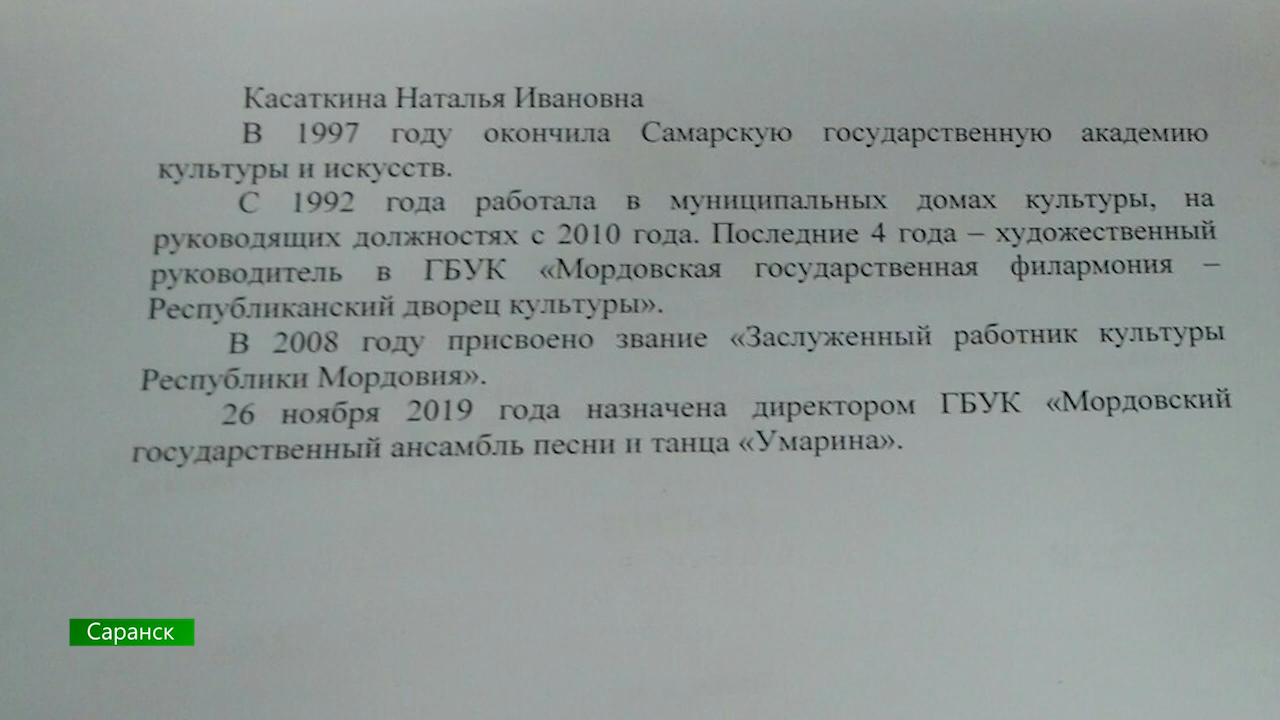 Касаткина Наталья Ивановна
В 1997 году окончила Самарскую государственную академию
культуры и искусств.
С 1992 года работала в муниципальных домах культуры, на
руководящих должностях с 2010 года. Последние 4 года – художественный
руководитель в ГБУК «Мордовская государственная филармония –
Республиканский дворец культуры».
В 2008 году присвоено звание «Заслуженный работник культуры
Республики Мордовия».
26 ноября 2019 года назначена директором ГБУК «Мордовский
государственный ансамбль песни и танца «Умарина».
Саранск